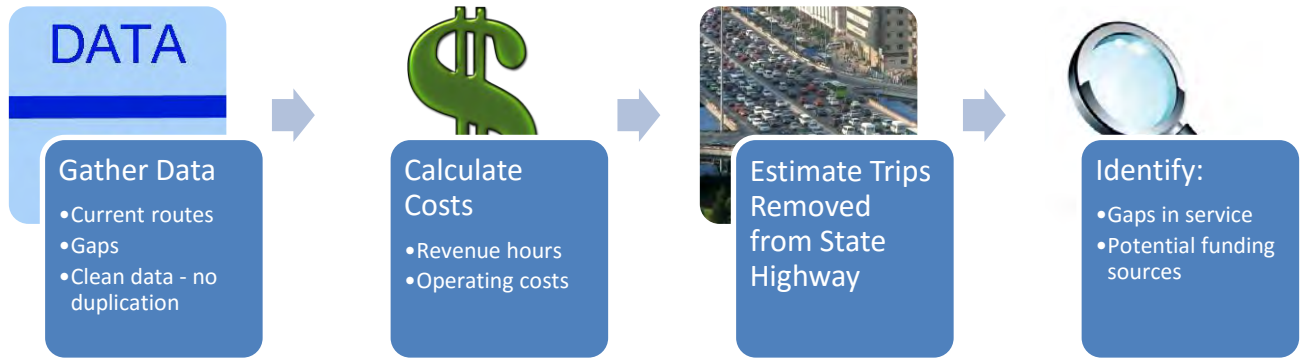 DATA
Gather Data
•Current routes
•Gaps
•Clean data - no
duplication
Calculate
Costs
•Revenue hours
•Operating costs
Estimate Trips
Removed
from State
Highway
Identify:
•Gaps in service
•Potential funding
sources